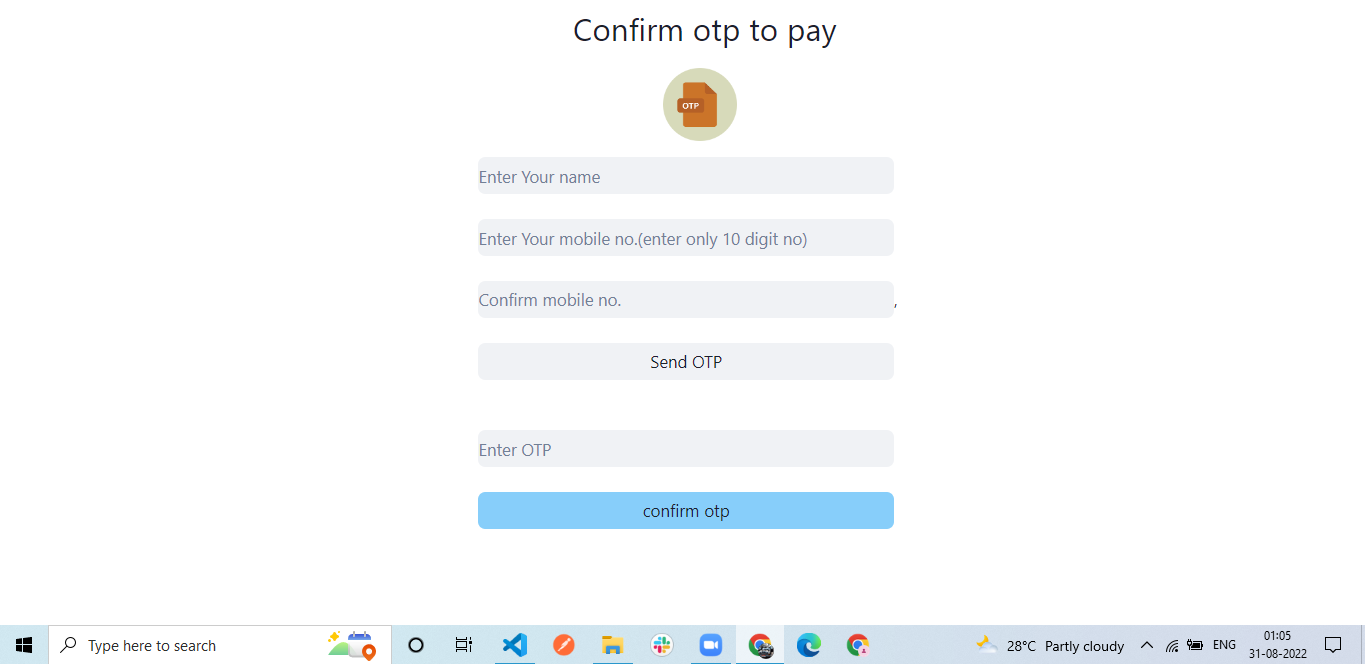 Confirm otp to pay
OTP
Enter Your name
Enter Your mobile no.(enter only 10 digit no)
Confirm mobile no.
,
Send OTP
Enter OTP
confirm otp
Type here to search
28°C Partly cloudy
ENG
01:05
31-08-2022